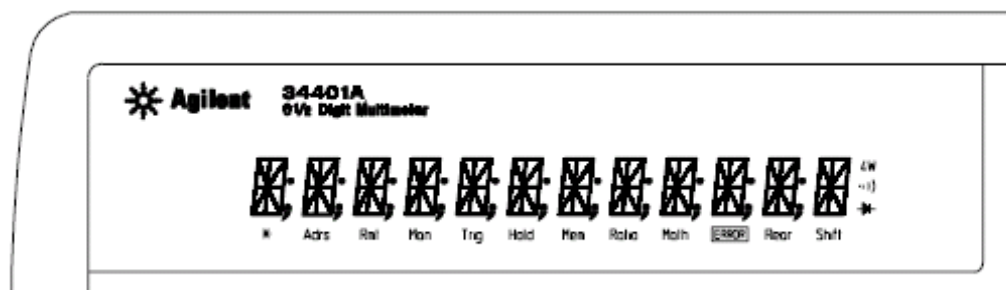 Agilent 34401A
6½ Digit Multimeter
4W
* Adrs Rmt Man Trig Hold Mem Ratio Math ERROR Rear Shift